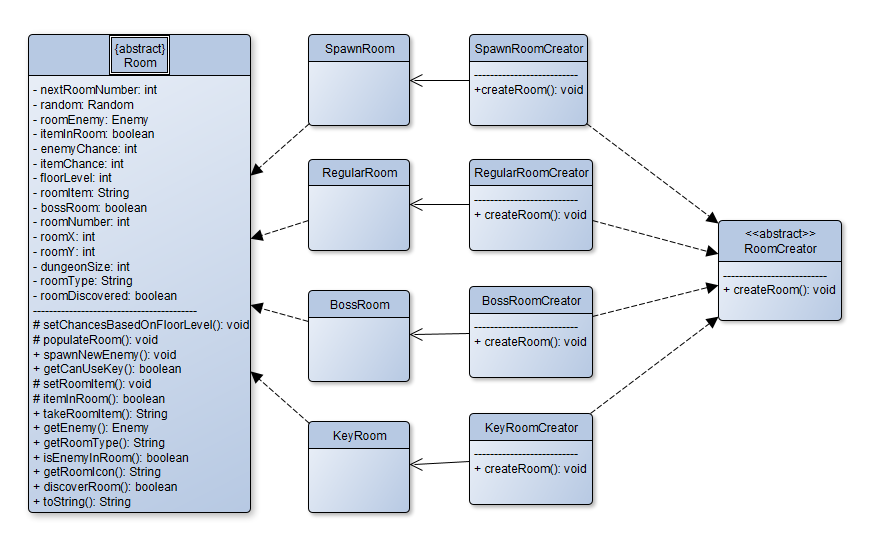 {abstract}
Room
- nextRoomNumber: int
- random: Random
- roomEnemy: Enemy
- itemInRoom: boolean
- enemyChance: int
- itemChance: int
- floorLevel: int
- roomItem: String
- bossRoom: boolean
- roomNumber: int
- roomX: int
- roomY: int
- dungeonSize: int
- roomType: String
- roomDiscovered: boolean
-----------------------------------------
# setChancesBasedOnFloorLevel(): void
# populateRoom(): void
+ spawnNewEnemy(): void
+ getCanUseKey(): boolean
# setRoomItem(): void
# itemInRoom(): boolean
+ takeRoomItem(): String
+ getEnemy(): Enemy
+ getRoomType(): String
+ isEnemyInRoom(): boolean
+ getRoomIcon(): String
+ discoverRoom(): boolean
+ toString(): String
SpawnRoom
RegularRoom
BossRoom
KeyRoom
SpawnRoomCreator
--------------------------
+createRoom(): void
RegularRoomCreator
--------------------------
+ createRoom(): void
BossRoomCreator
--------------------------
+ createRoom(): void
KeyRoomCreator
--------------------------
+ createRoom(): void
<<abstract>>
RoomCreator
--------------------------
+ createRoom(): void